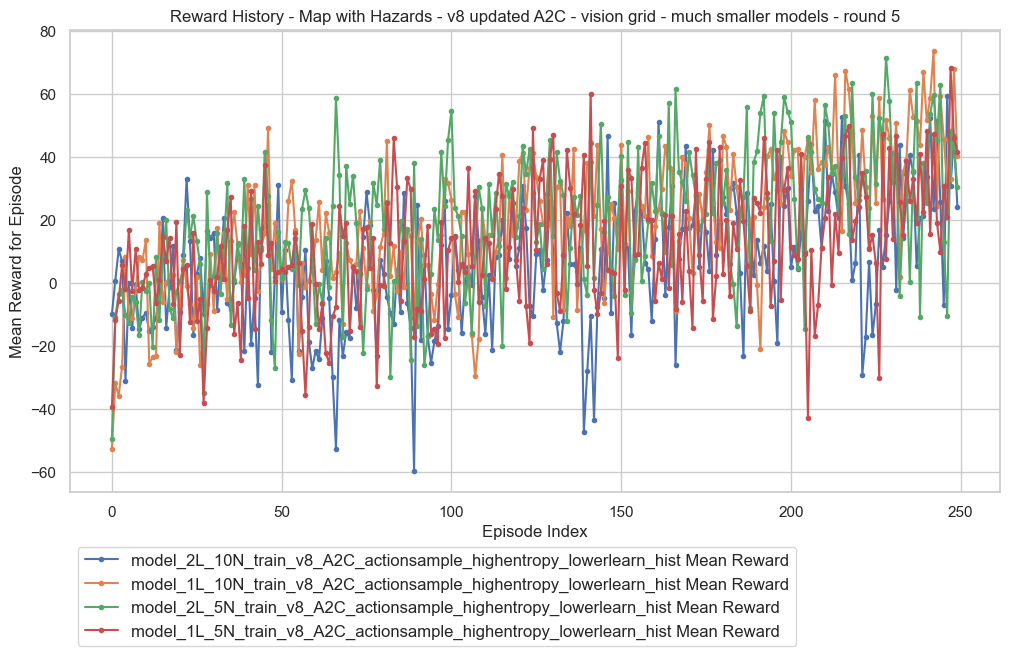 Reward History - Map with Hazards - v8 updated A2C - vision grid - much smaller models - round 5
Mean Reward for Episode
80
60
40
20
0
−20
−40
−60
0
50
100
150
200
250
Episode Index
model_2L_10N_train_v8_A2C_actionsample_highentropy_lowerlearn_hist Mean Reward
model_1L_10N_train_v8_A2C_actionsample_highentropy_lowerlearn_hist Mean Reward
model_2L_5N_train_v8_A2C_actionsample_highentropy_lowerlearn_hist Mean Reward
model_1L_5N_train_v8_A2C_actionsample_highentropy_lowerlearn_hist Mean Reward